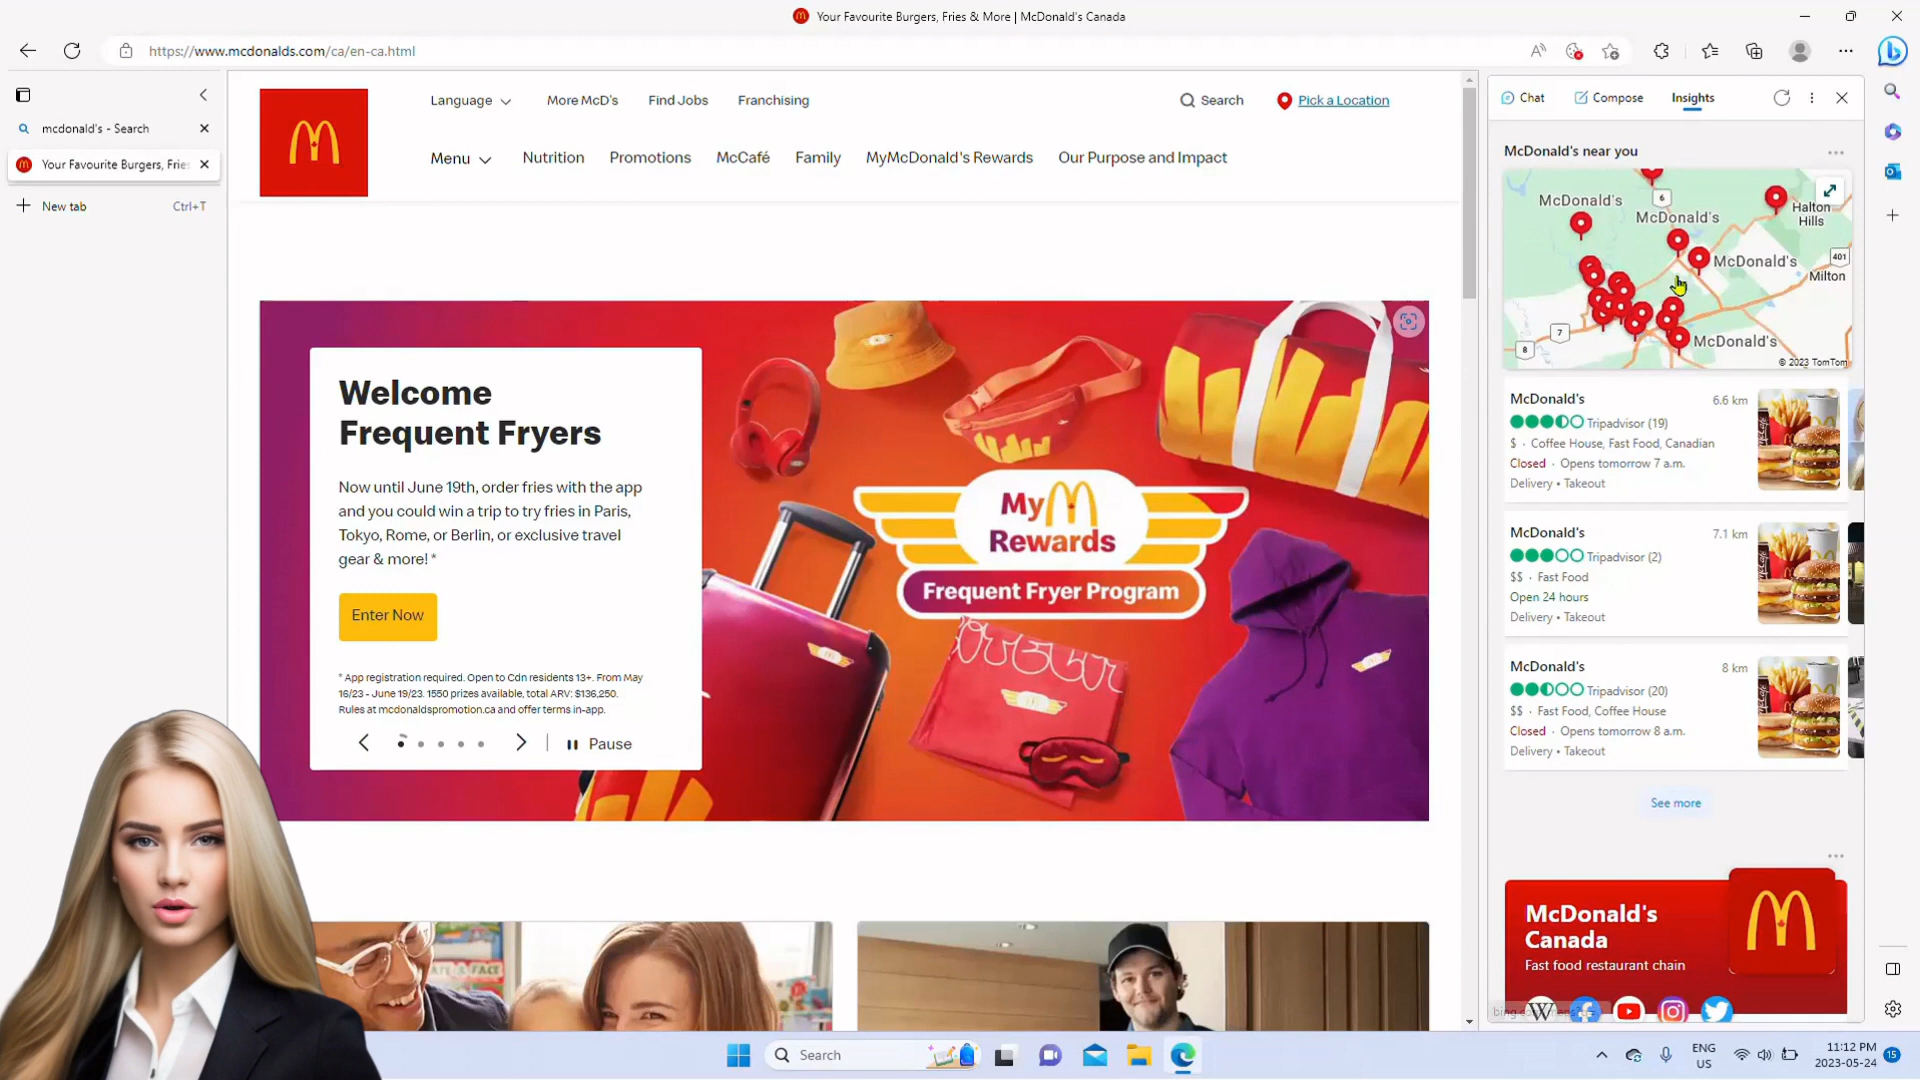 Your Favourite Burgers, Fries & More | McDonald's Canada
https://www.mcdonalds.com/ca/en-ca.html
mcdonald's - Search
Your Favourite Burgers, Fries
New tab Ctrl+T
Language More McD's Find Jobs Franchising Search Pick a Location
Menu Nutrition Promotions McCafé Family MyMcDonald's Rewards Our Purpose and Impact
Welcome
Frequent Fryers
Now until June 19th, order fries with the app
and you could win a trip to try fries in Paris,
Tokyo, Rome, or Berlin, or exclusive travel
gear & more! *
Enter Now
* App registration required. Open to Cdn residents 13+. From May
16/23 - June 19/23. 1550 prizes available, total ARV: $136,250.
Rules at mcdonaldspromotion.ca and offer terms in-app.
Pause
My
Rewards
Frequent Fryer Program
Chat Compose Insights
McDonald's near you
McDonald's
6
McDonald's
Halton
Hills
McDonald's
401
Milton
7
8
McDonald's
© 2023 TomTom
McDonald's 6.6 km
Tripadvisor (19)
$ · Coffee House, Fast Food, Canadian
Closed · Opens tomorrow 7 a.m.
Delivery • Takeout
McDonald's 7.1 km
Tripadvisor (2)
$$ · Fast Food
Open 24 hours
Delivery • Takeout
McDonald's 8 km
Tripadvisor (20)
$$ · Fast Food, Coffee House
Closed · Opens tomorrow 8 a.m.
Delivery • Takeout
See more
McDonald's
Canada
Fast food restaurant chain
W
Search
ENG
US
11:12 PM
2023-05-24
15